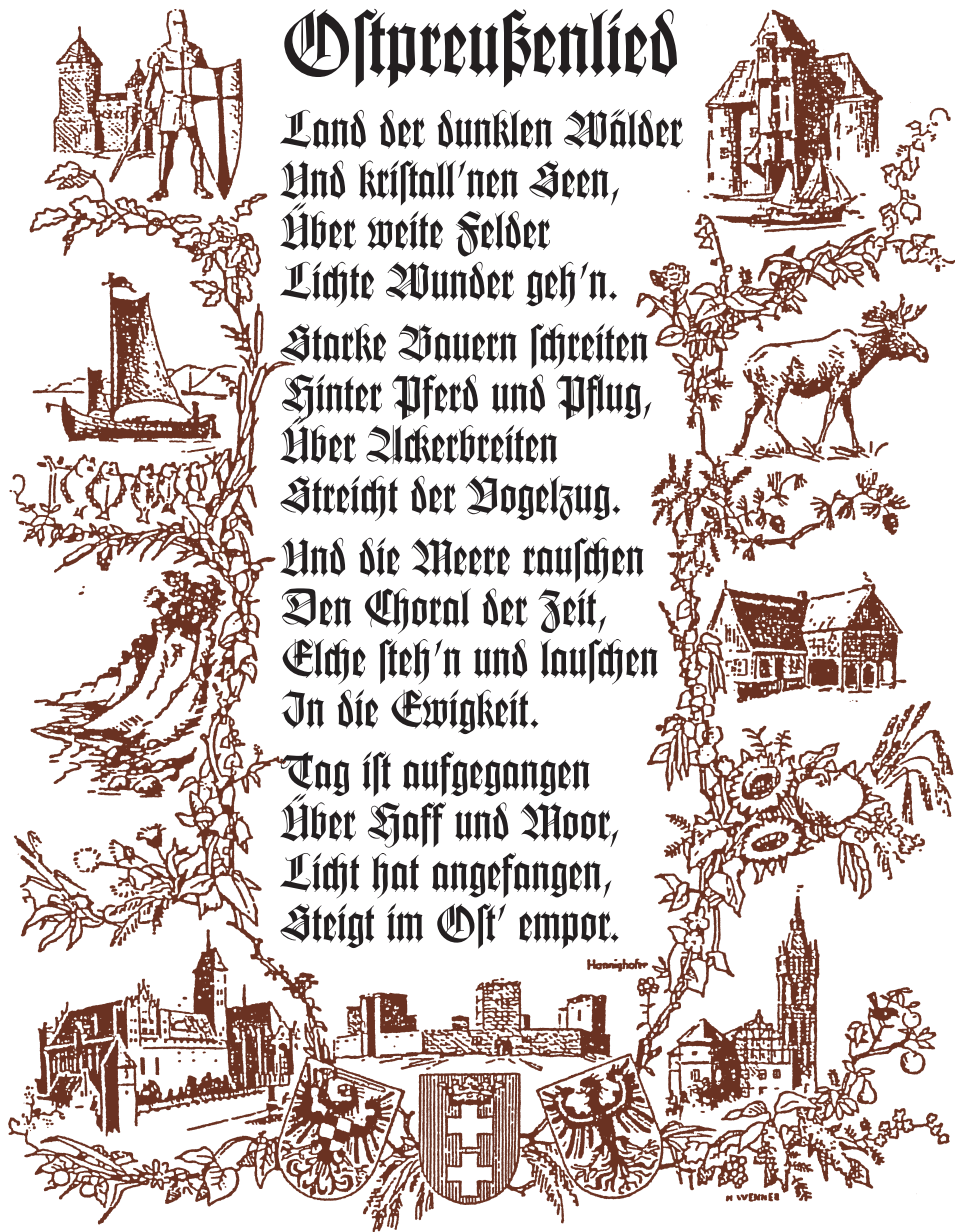 Ostpreußenlied
Land der dunklen Wälder
Und kristall'nen Seen,
Über weite Felder
Lichte Wunder geh'n.
Starke Bauern schreiten
Hinter Pferd und Pflug,
Über Ackerbreiten
Streicht der Vogelzug.
Und die Meere rauschen
Den Choral der Zeit,
Elche steh'n und lauschen
In die Ewigkeit.
Tag ist aufgegangen
Über Haff und Moor,
Licht hat angefangen,
Steigt im Ost' empor.
Hannighofer